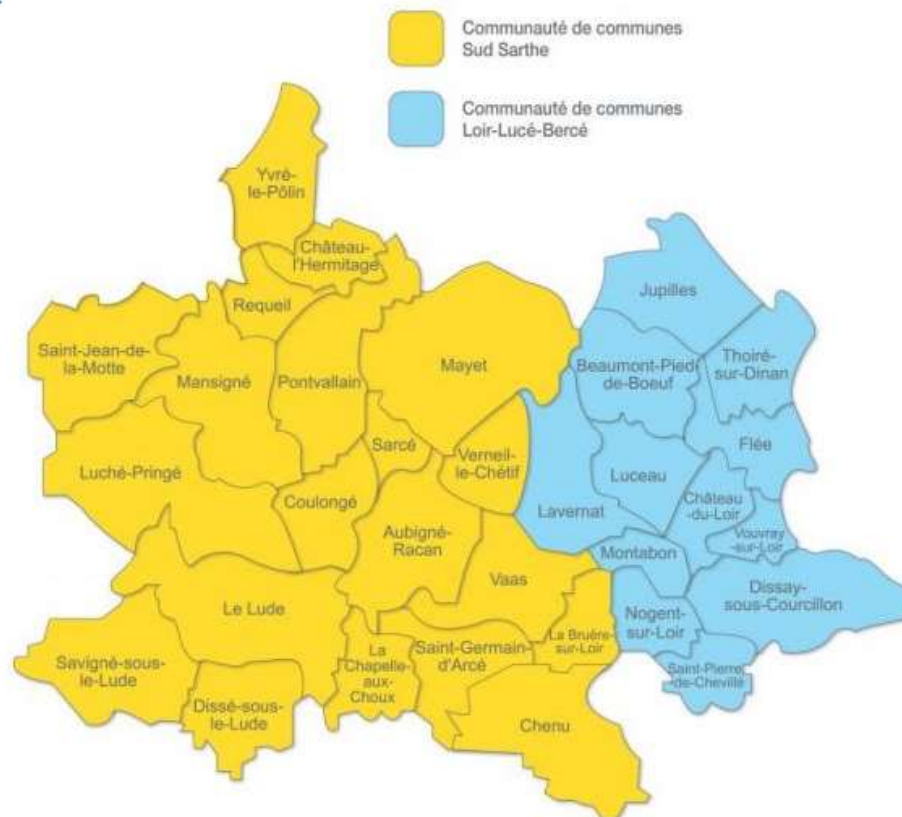 Communauté de communes
Sud Sarthe
Communauté de communes
Loir-Lucé-Bercé
Yvré-
le-Pôlin
Château-
l'Hermitage
Requeil
Jupilles
Saint-Jean-de-
la-Motte
Mansigné
Pontvallain
Mayet
Beaumont-Pied
de-Boeuf
Thoiré-
sur-Dinan
Sarcé
Verneil-
le-Chétif
Flée
Luché-Pringé
Coulongé
Luceau
Château
-du-Loir
Lavernat
Aubigné-
Racan
Vouvray
-sur-Loir
Montabon
Vaas
Dissay-
sous-Courcillon
Le Lude
Nogent-
sur-Loir
La Bruère-
sur-Loir
Savigné-sous-
le-Lude
La
Chapelle-
aux-
Choux
Saint-Germain-
d'Arcé
Saint-Pierre-
de-Chevillé
Dissé-sous-
le-Lude
Chenu